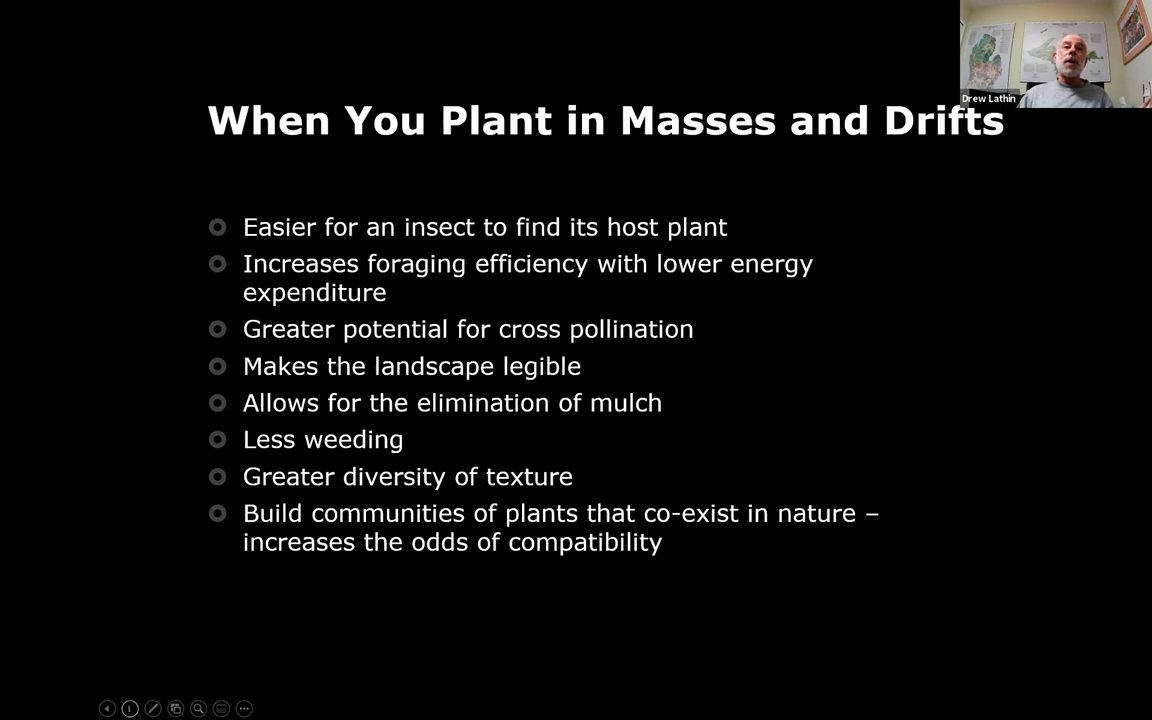 Drew Lathin
When You Plant in Masses and Drifts
Easier for an insect to find its host plant
Increases foraging efficiency with lower energy
expenditure
Greater potential for cross pollination
Makes the landscape legible
Allows for the elimination of mulch
Less weeding
Greater diversity of texture
Build communities of plants that co-exist in nature –
increases the odds of compatibility